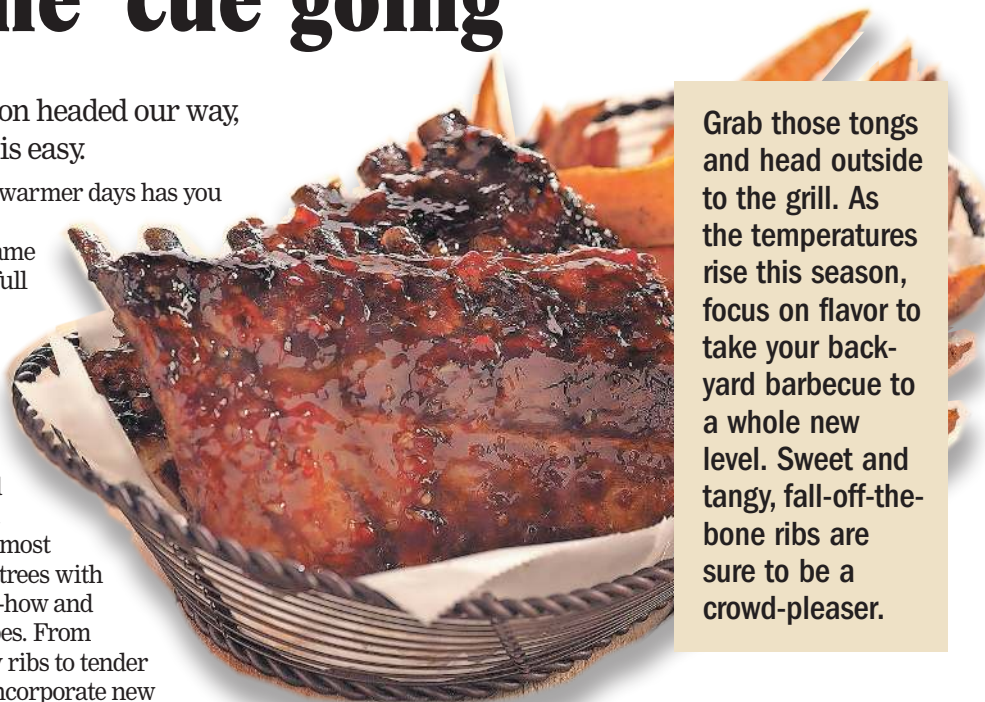 'cue going
on headed our way,
is easy.
warmer days has you
full
most
trees with
-how and
From
ribs to tender
ncorporate new
Grab those tongs
and head outside
to the grill. As
the temperatures
rise this season,
focus on flavor to
take your back-
yard barbecue to
a whole new
level. Sweet and
tangy, fall-off-the-
bone ribs are
sure to be a
crowd-pleaser.